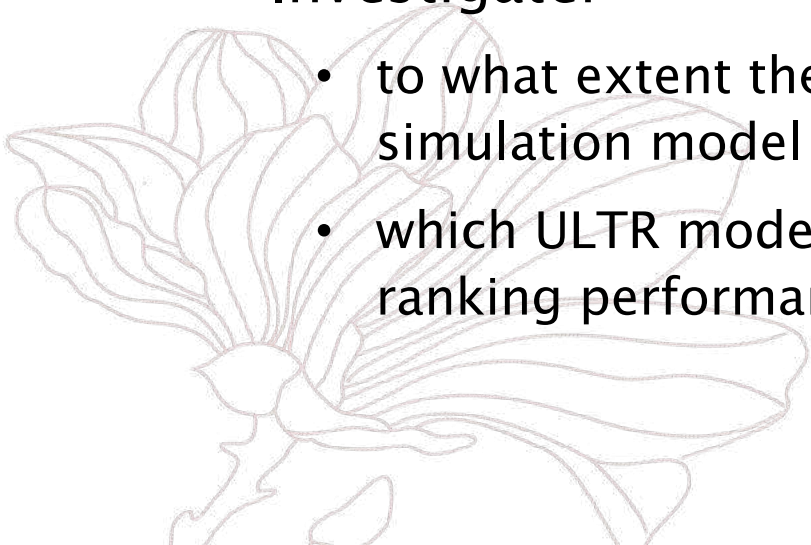 • to what extent the
simulation model
• which ULTR mode
ranking performa